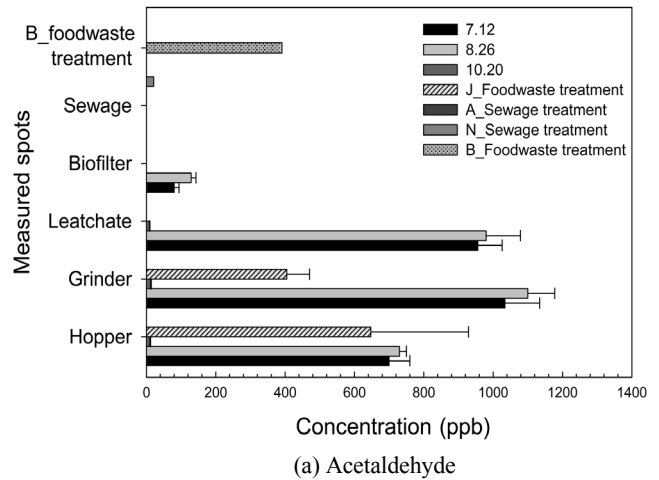 B_foodwaste
treatment
Sewage
Biofilter
Leatchate
Grinder
Hopper
Measured spots
7.12
8.26
10.20
J_Foodwaste treatment
A_Sewage treatment
N_Sewage treatment
B_Foodwaste treatment
0 200 400 600 800 1000 1200 1400
Concentration (ppb)
(a) Acetaldehyde